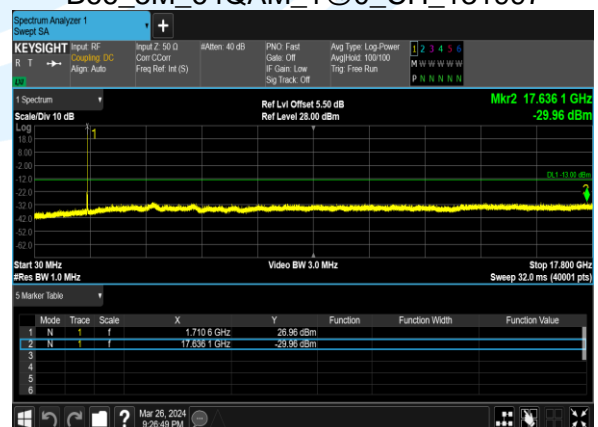 Spectrum Analyzer 1
Swept SA
KEYSIGHT
R T
LXI
Input: RF
Coupling: DC
Align: Auto
Input Z: 50 Ω
Corr CCorr
Freq Ref: Int (S)
#Atten: 40 dB
PNO: Fast
Gate: Off
IF Gain: Low
Sig Track: Off
Avg Type: Log-Power
Avg|Hold: 100/100
Trig: Free Run
1 2 3 4 5 6
M W W W W W
P N N N N N
1 Spectrum
Scale/Div 10 dB
Ref Lvl Offset 5.50 dB
Ref Level 28.00 dBm
Mkr2 17.636 1 GHz
-29.96 dBm
Log
18.0
8.00
-2.00
-12.0
-22.0
-32.0
-42.0
-52.0
-62.0
1
DL1 -13.00 dBm
2
Start 30 MHz
#Res BW 1.0 MHz
Video BW 3.0 MHz
Stop 17.800 GHz
Sweep 32.0 ms (40001 pts)
5 Marker Table
Mode Trace Scale X Y Function Function Width Function Value
1 N 1 f 1.710 6 GHz 26.96 dBm
2 N 1 f 17.636 1 GHz -29.96 dBm
3
4
5
6
?
Mar 26, 2024
9:26:49 PM